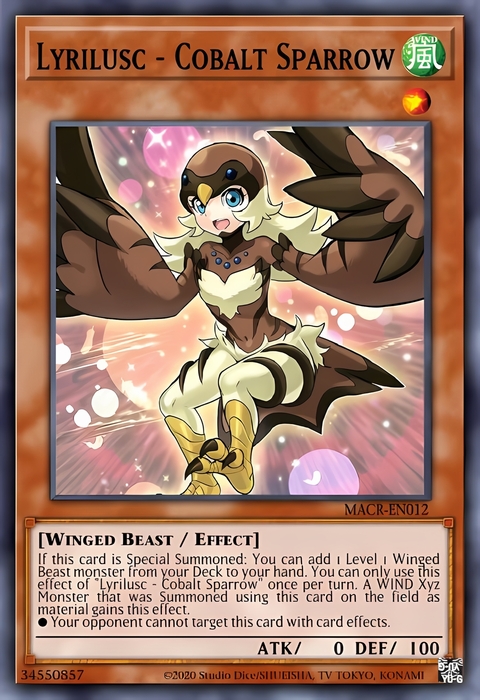 Lyrilusc - Cobalt Sparrow
WIND
風
MACR-EN012
[Winged Beast / Effect]
If this card is Special Summoned: You can add 1 Level 1 Winged
Beast monster from your Deck to your hand. You can only use this
effect of "Lyrilusc - Cobalt Sparrow" once per turn. A WIND Xyz
Monster that was Summoned using this card on the field as
material gains this effect.
● Your opponent cannot target this card with card effects.
ATK/ 0 DEF/ 100
34550857
©2020 Studio Dice/SHUEISHA, TV TOKYO, KONAMI